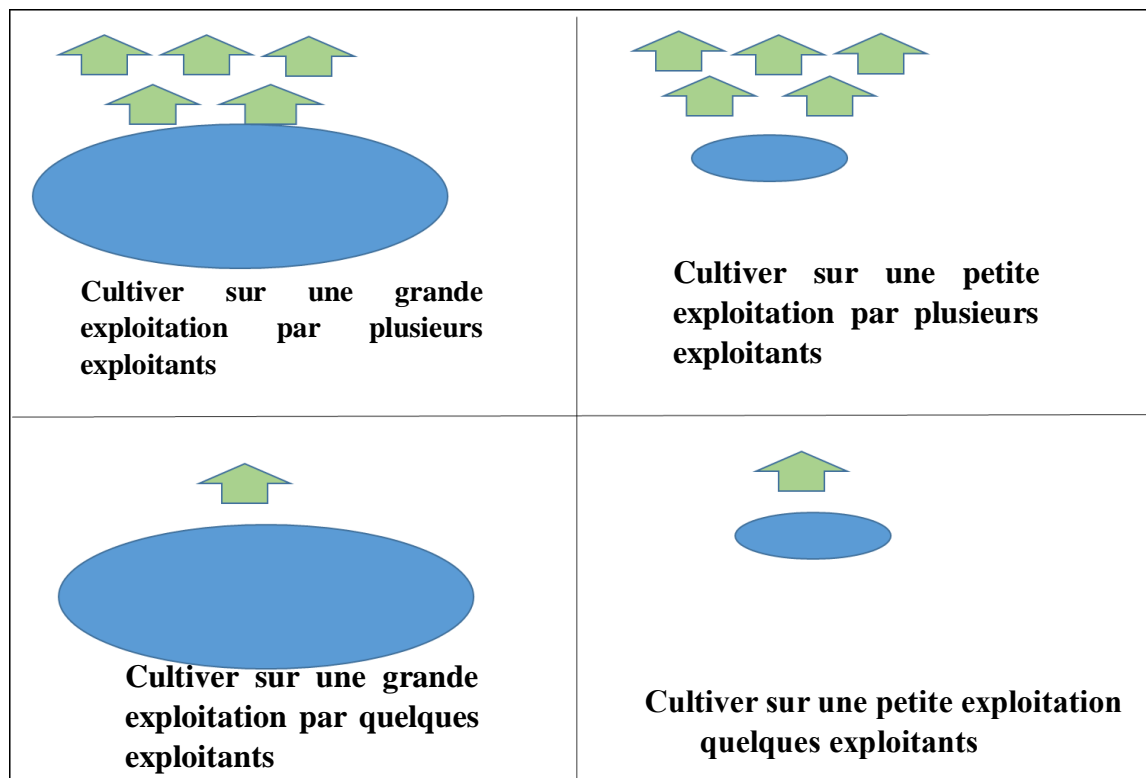 Cultiver sur une grande
exploitation par plusieurs
exploitants
Cultiver sur une petite
exploitation par plusieurs
exploitants
Cultiver sur une grande
exploitation par quelques
exploitants
Cultiver sur une petite exploitation
quelques exploitants